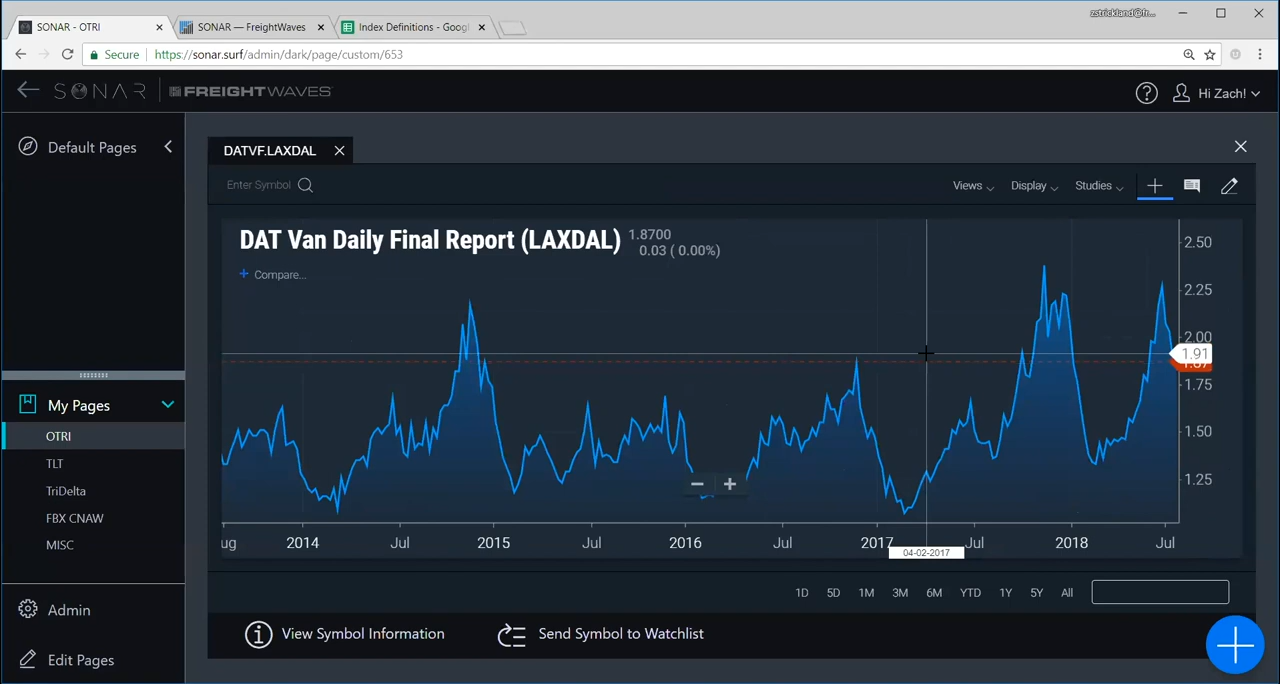 SONAR - OTRI
SONAR — FreightWaves
Index Definitions - Googl
zstrickland@fr...
Secure
https://sonar.surf/admin/dark/page/custom/653
SONAR
FREIGHTWAVES
Hi Zach!
Default Pages
DATVF.LAXDAL
Enter Symbol
Views
Display
Studies
DAT Van Daily Final Report (LAXDAL)
1.8700
0.03 ( 0.00%)
+ Compare...
2.50
2.25
2.00
1.91
1.87
1.75
1.50
1.25
My Pages
OTRI
TLT
TriDelta
FBX CNAW
MISC
ug 2014 Jul 2015 Jul 2016 Jul 2017 Jul 2018 Jul
04-02-2017
1D 5D 1M 3M 6M YTD 1Y 5Y All
Admin
Edit Pages
View Symbol Information
Send Symbol to Watchlist